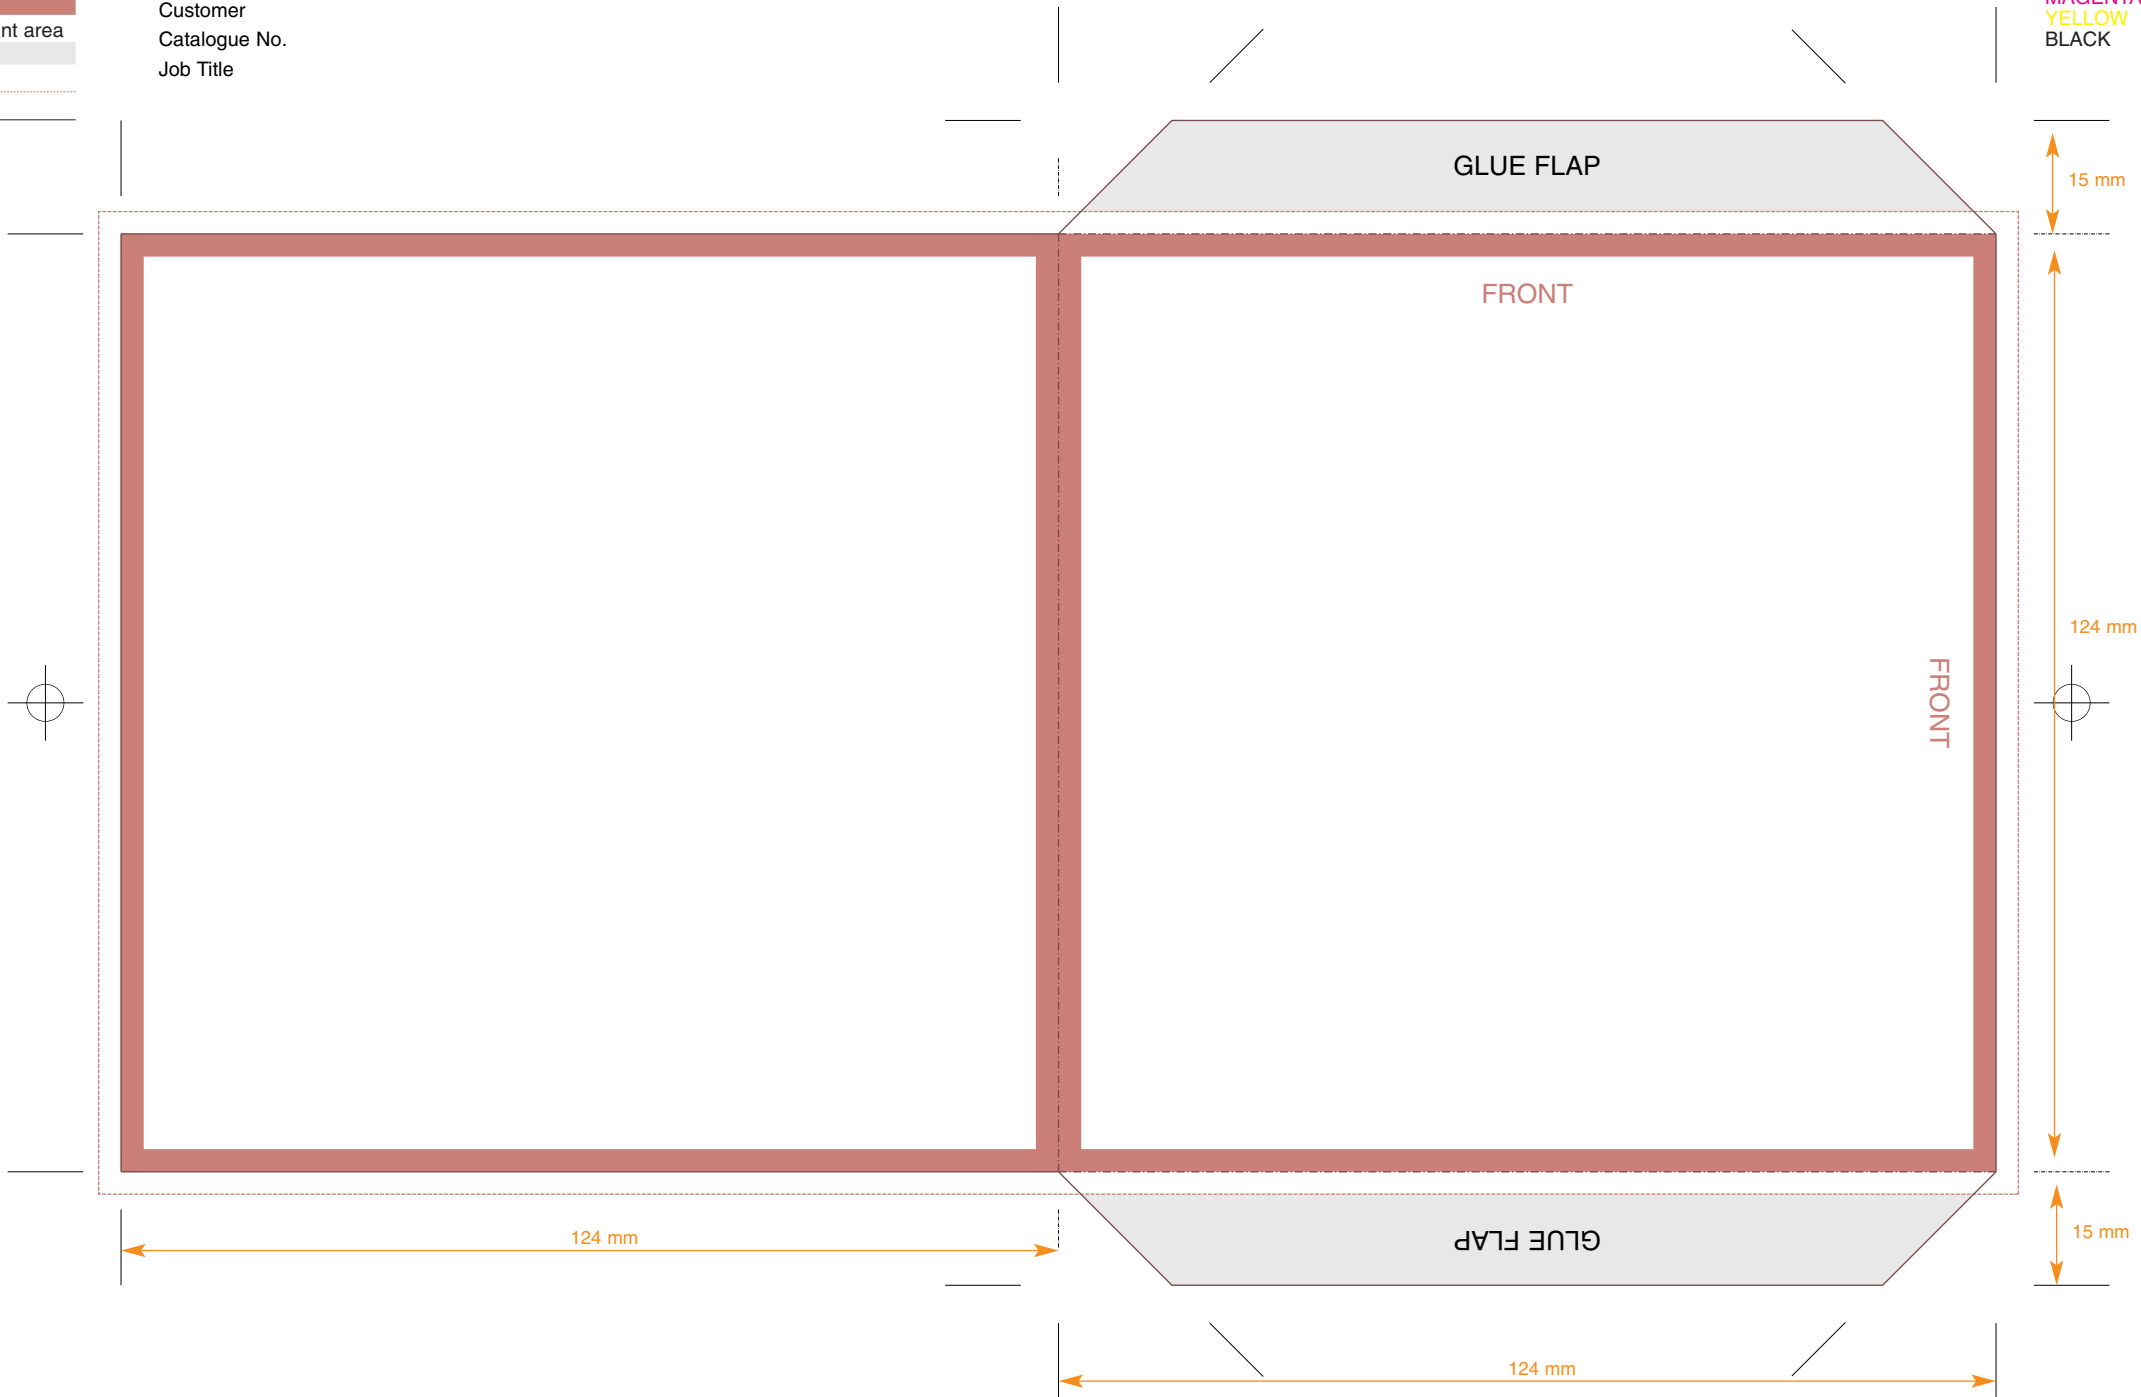 nt area
Customer
Catalogue No.
Job Title
MAGENTA
YELLOW
BLACK
GLUE FLAP
15 mm
FRONT
124 mm
FRONT
GLUE FLAP
15 mm
124 mm
124 mm